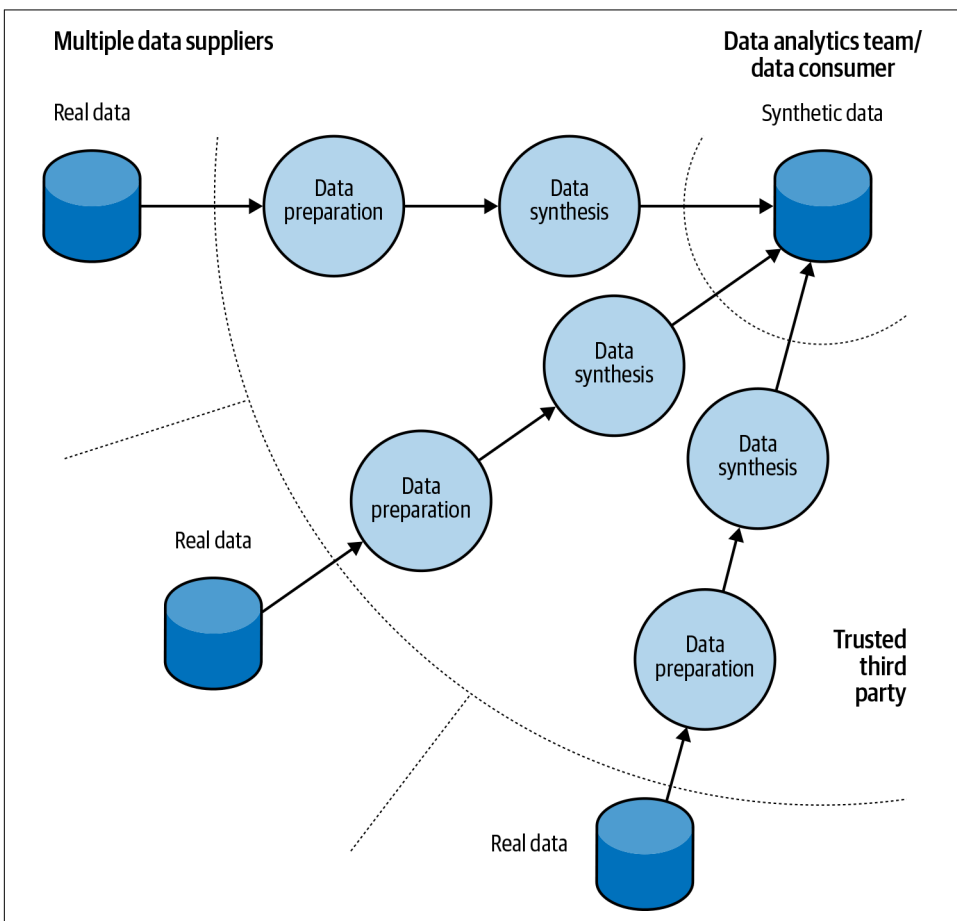 Multiple data suppliers
Data analytics team/
data consumer
Real data
Synthetic data
Data
preparation
Data
synthesis
Data
synthesis
Data
preparation
Data
synthesis
Real data
Data
preparation
Trusted
third
party
Real data